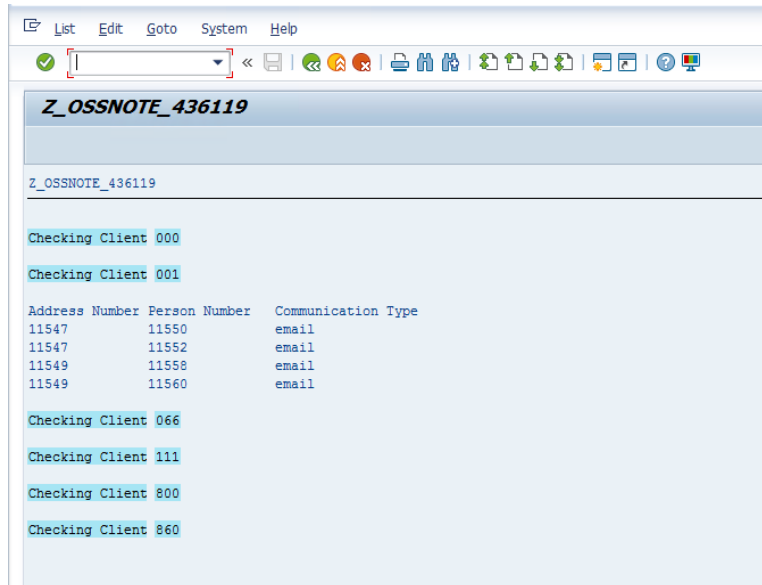 List Edit Goto System Help
Z_OSSNOTE_436119
Z_OSSNOTE_436119
Checking Client 000
Checking Client 001
Address Number Person Number Communication Type
11547 11550 email
11547 11552 email
11549 11558 email
11549 11560 email
Checking Client 066
Checking Client 111
Checking Client 800
Checking Client 860